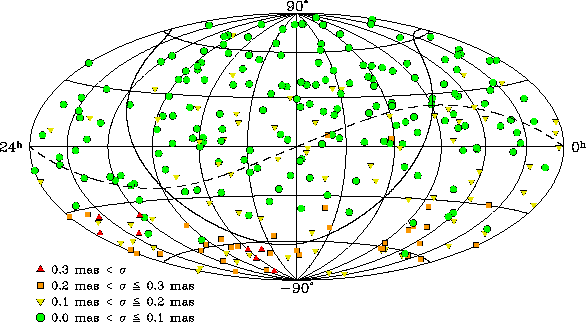 90°
24ʰ
0ʰ
-90°
0.3 mas < σ
0.2 mas < σ ≦ 0.3 mas
0.1 mas < σ ≦ 0.2 mas
0.0 mas < σ ≦ 0.1 mas